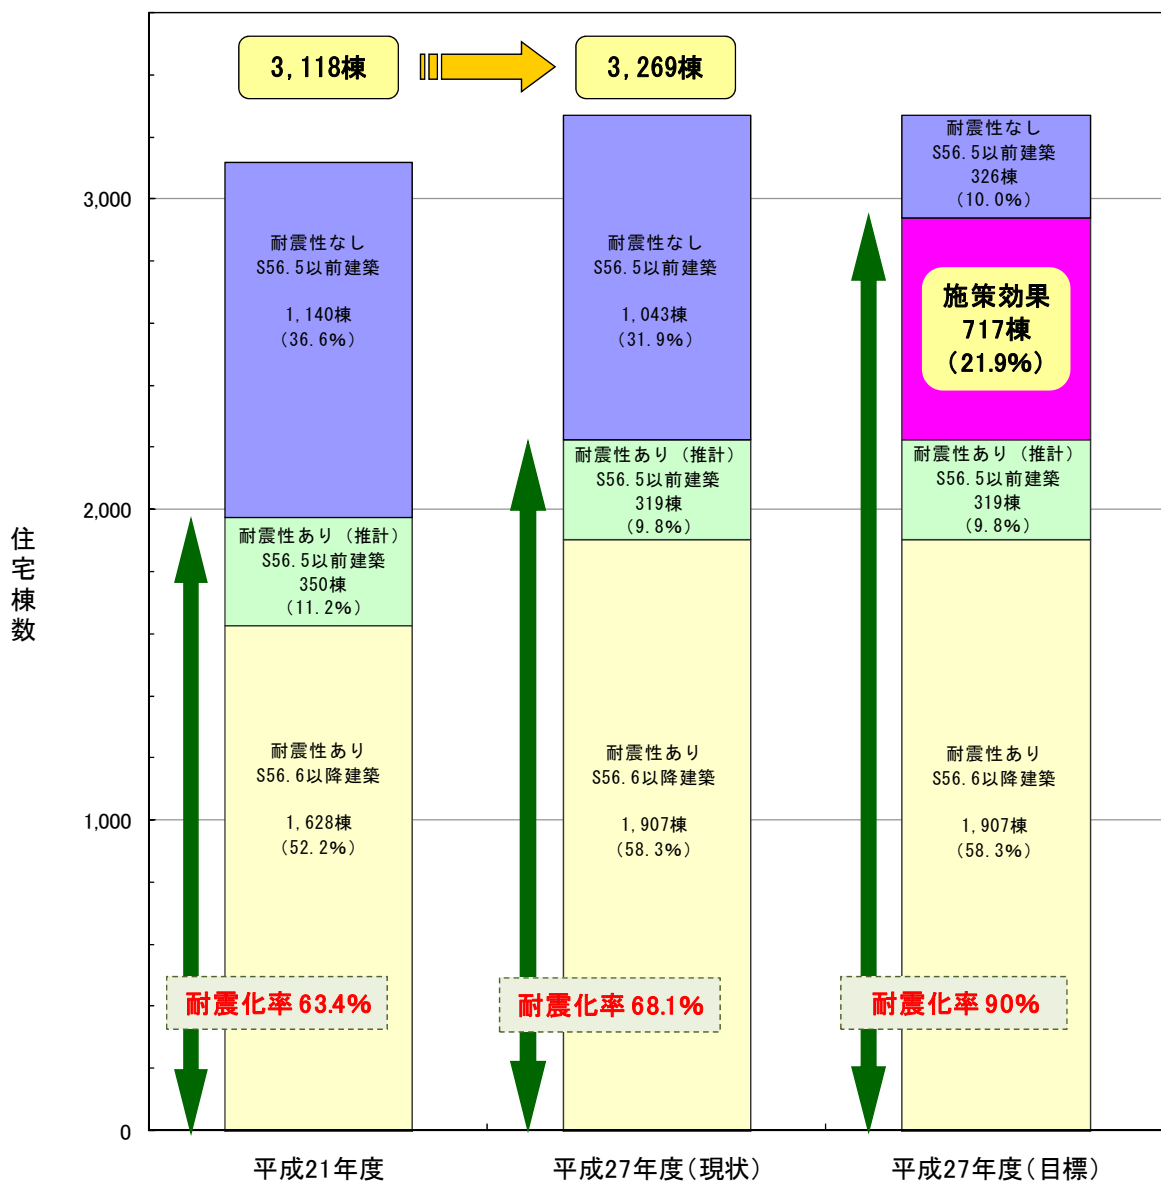 3,118棟
3,269棟
住宅棟数
3,000
2,000
1,000
0
耐震性なし
S56.5以前建築
1,140棟
(36.6%)
耐震性あり（推計）
S56.5以前建築
350棟
(11.2%)
耐震性あり
S56.6以降建築
1,628棟
(52.2%)
耐震化率 63.4%
耐震性なし
S56.5以前建築
1,043棟
(31.9%)
耐震性あり（推計）
S56.5以前建築
319棟
(9.8%)
耐震性あり
S56.6以降建築
1,907棟
(58.3%)
耐震化率 68.1%
耐震性なし
S56.5以前建築
326棟
(10.0%)
施策効果
717棟
(21.9%)
耐震性あり（推計）
S56.5以前建築
319棟
(9.8%)
耐震性あり
S56.6以降建築
1,907棟
(58.3%)
耐震化率 90%
平成21年度
平成27年度(現状)
平成27年度(目標)